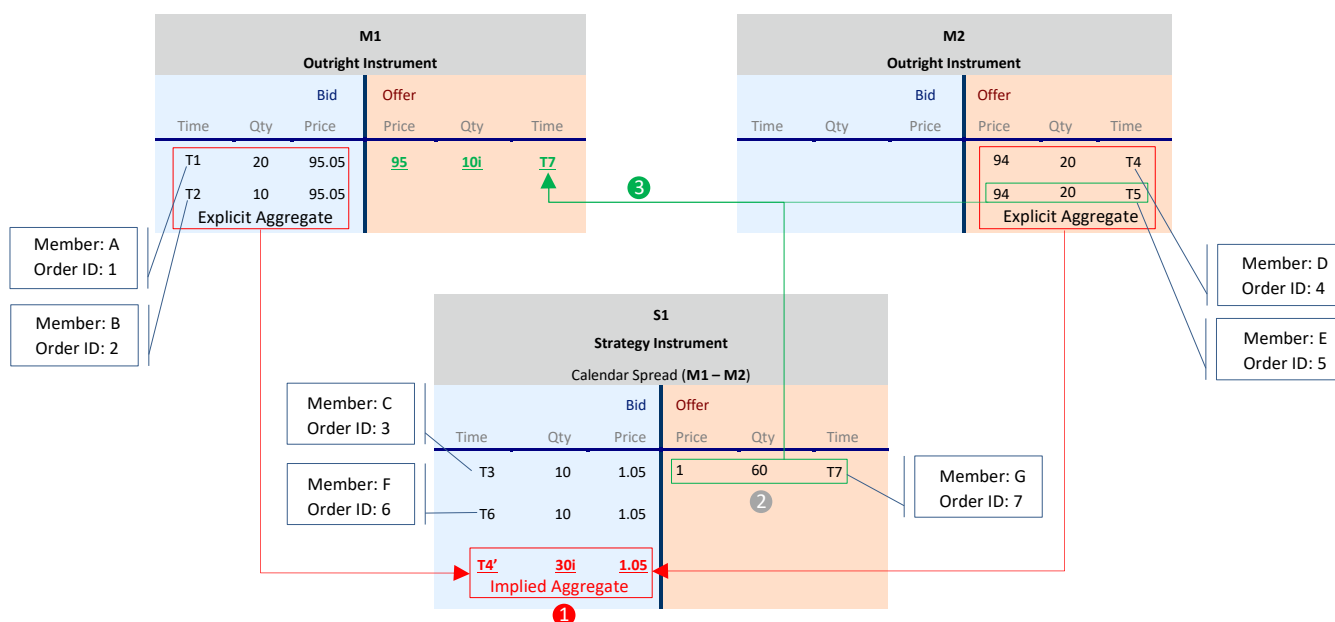 M1
Outright Instrument
Bid Offer
Time Qty Price Price Qty Time
T1 20 95.05 95 10i T7
T2 10 95.05
Explicit Aggregate
M2
Outright Instrument
Bid Offer
Time Qty Price Price Qty Time
94 20 T4
94 20 T5
Explicit Aggregate
3
Member: A
Order ID: 1
Member: B
Order ID: 2
Member: D
Order ID: 4
Member: E
Order ID: 5
S1
Strategy Instrument
Calendar Spread (M1 – M2)
Bid Offer
Time Qty Price Price Qty Time
T3 10 1.05 1 60 T7
2
T6 10 1.05
T4’ 30i 1.05
Implied Aggregate
1
Member: C
Order ID: 3
Member: F
Order ID: 6
Member: G
Order ID: 7